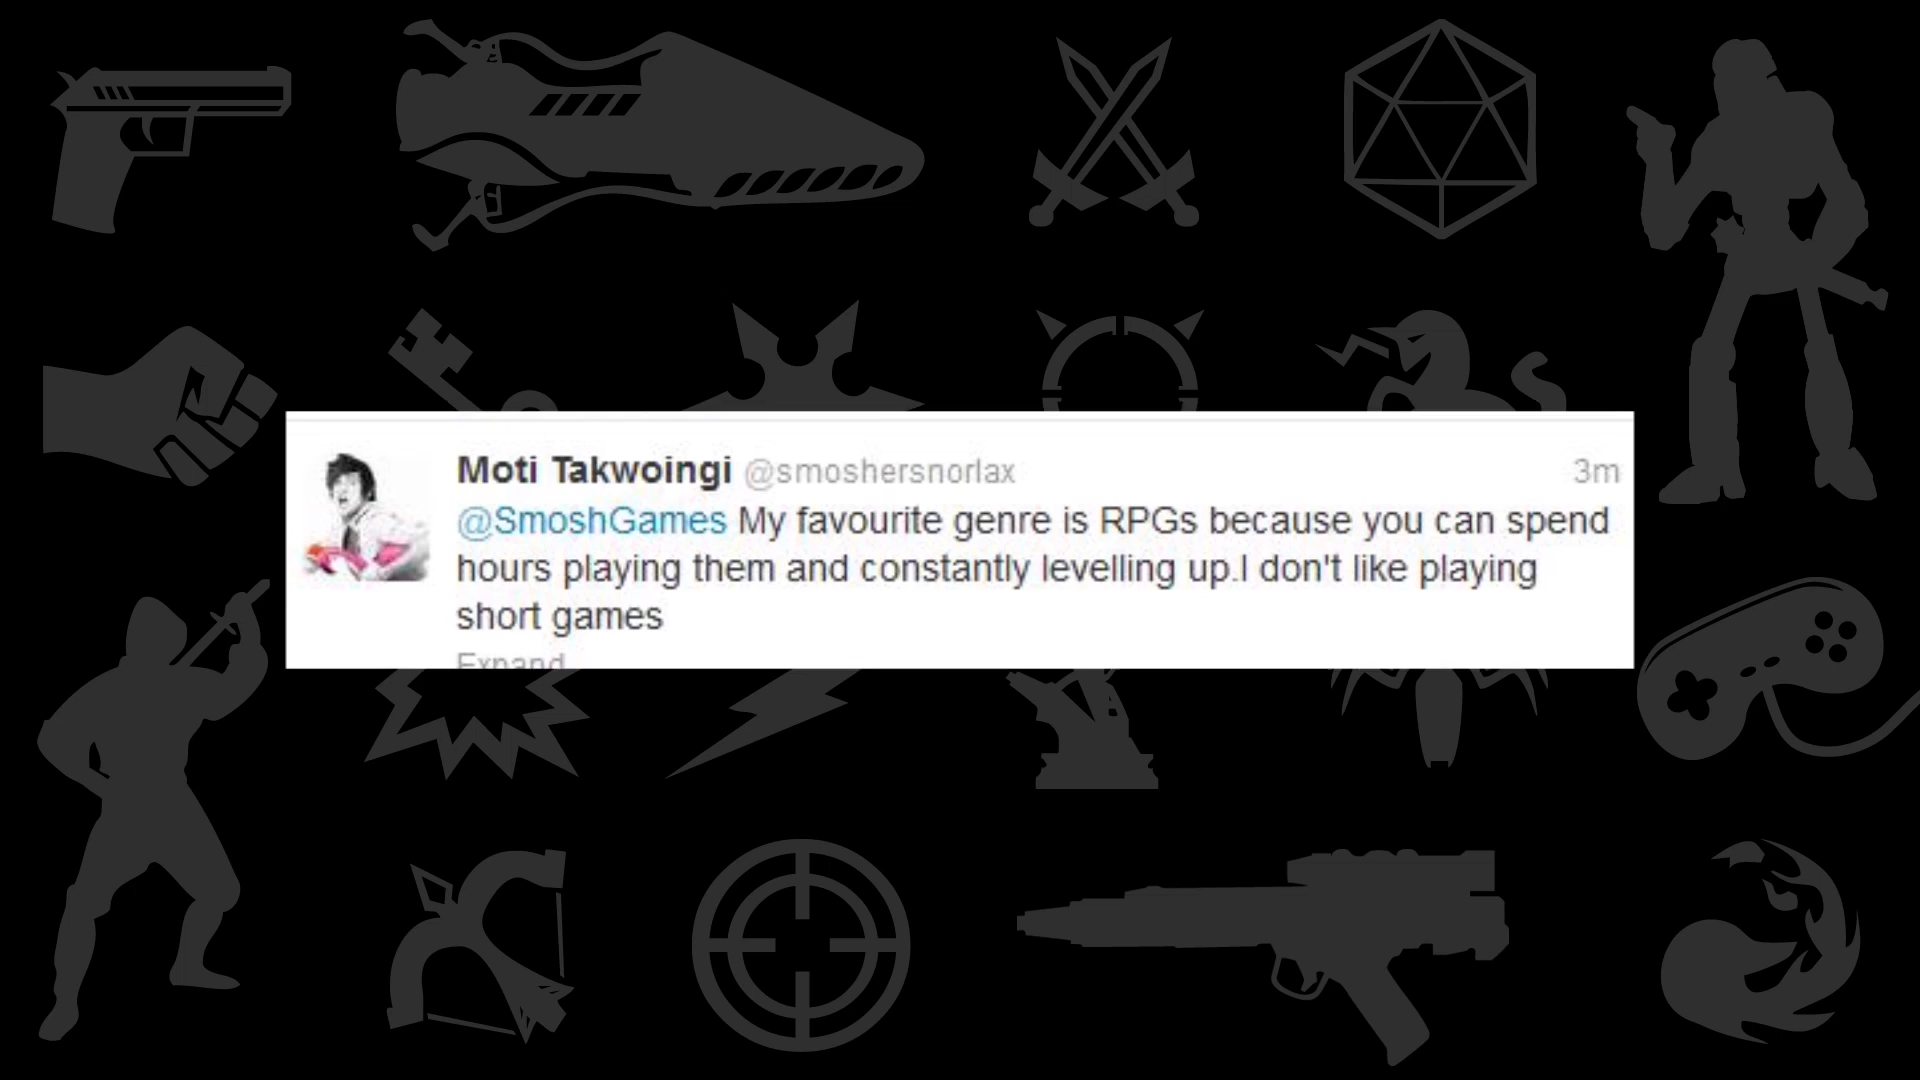 Moti Takwoingi @smoshersnorlax 3m
@SmoshGames My favourite genre is RPGs because you can spend
hours playing them and constantly levelling up.I don't like playing
short games
Expand